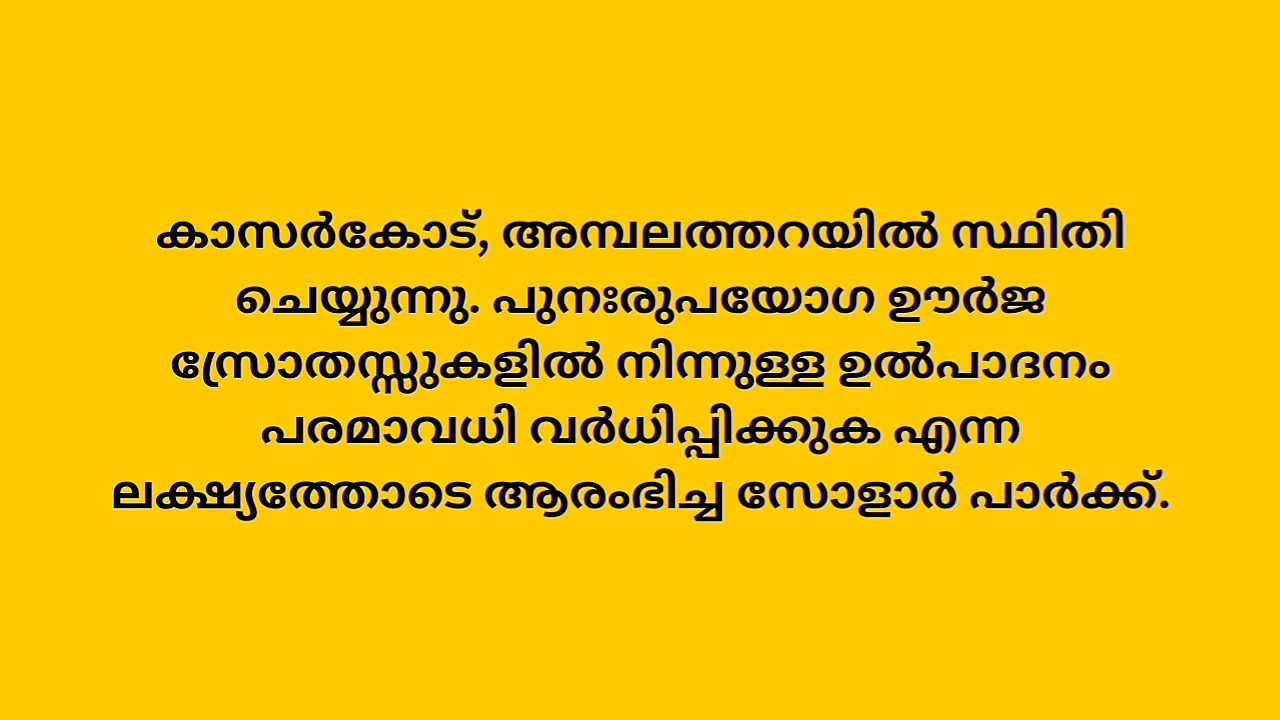 കാസർകോട്, അമ്പലത്തറയിൽ സ്ഥിതി
ചെയ്യുന്നു. പുനഃരുപയോഗ ഊർജ
സ്രോതസ്സുകളിൽ നിന്നുള്ള ഉൽപാദനം
പരമാവധി വർധിപ്പിക്കുക എന്ന
ലക്ഷ്യത്തോടെ ആരംഭിച്ച സോളാർ പാർക്ക്.